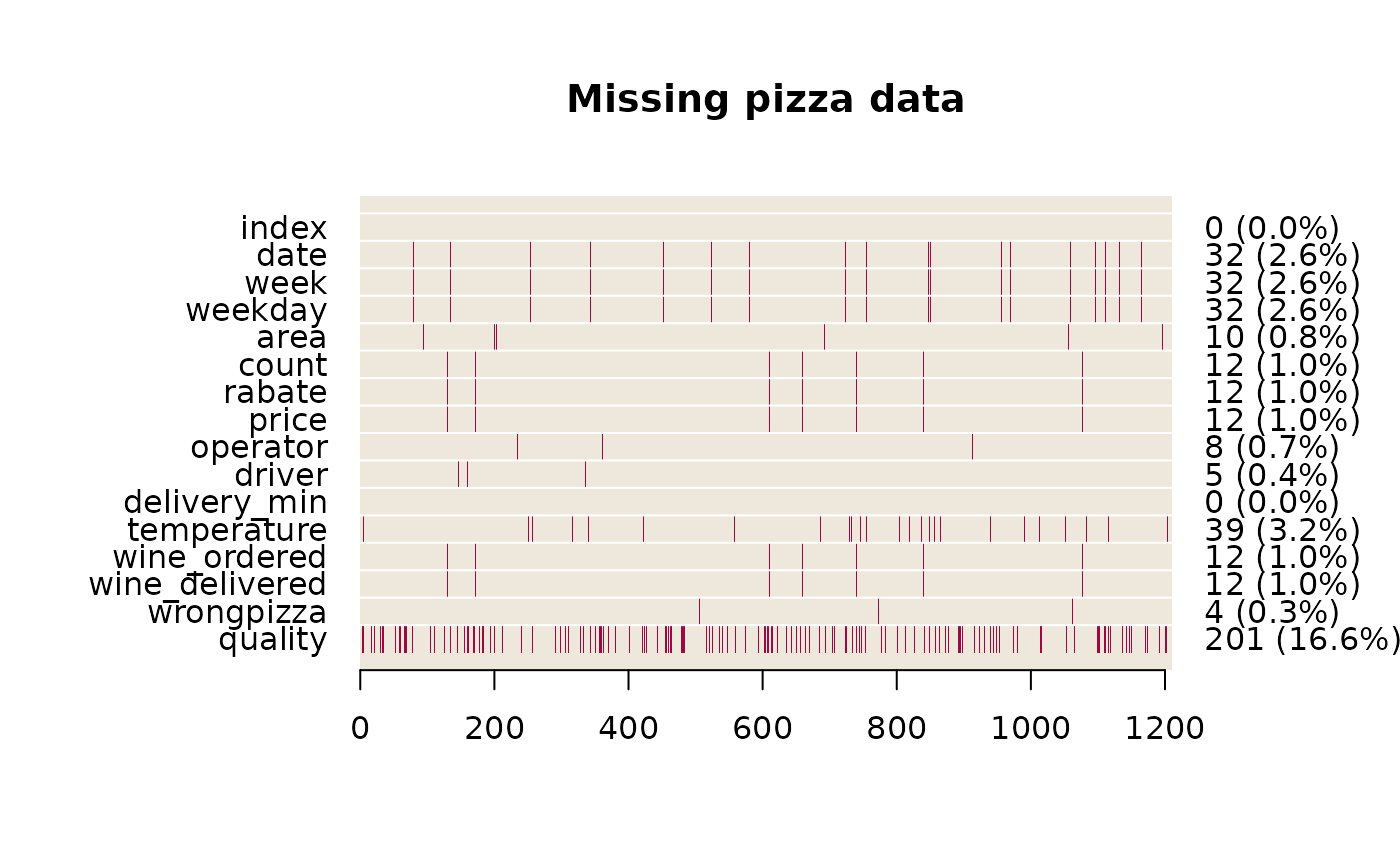 Missing pizza data
index 0 (0.0%)
date 32 (2.6%)
week 32 (2.6%)
weekday 32 (2.6%)
area 10 (0.8%)
count 12 (1.0%)
rabate 12 (1.0%)
price 12 (1.0%)
operator 8 (0.7%)
driver 5 (0.4%)
delivery_min 0 (0.0%)
temperature 39 (3.2%)
wine_ordered 12 (1.0%)
wine_delivered 12 (1.0%)
wrongpizza 4 (0.3%)
quality 201 (16.6%)
0 200 400 600 800 1000 1200